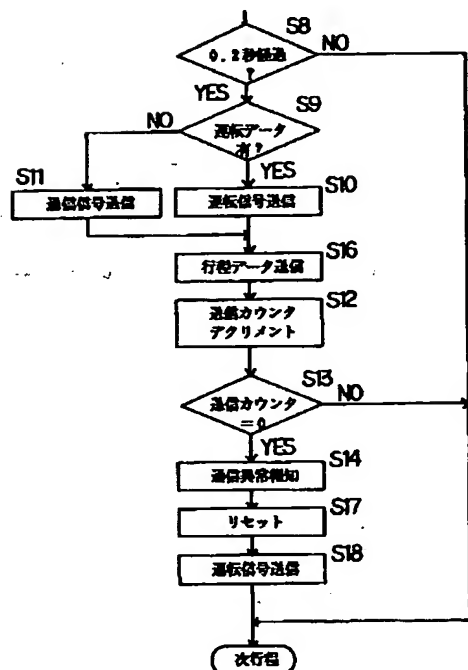 S8
0.2秒経過
?
NO
YES
S9
運転データ
有?
NO
YES
S11
通信信号送信
S10
運転信号送信
S16
行程データ送信
S12
通信カウンタ
デクリメント
S13
通信カウンタ
=0
NO
YES
S14
通信異常報知
S17
リセット
S18
運転信号送信
次行程